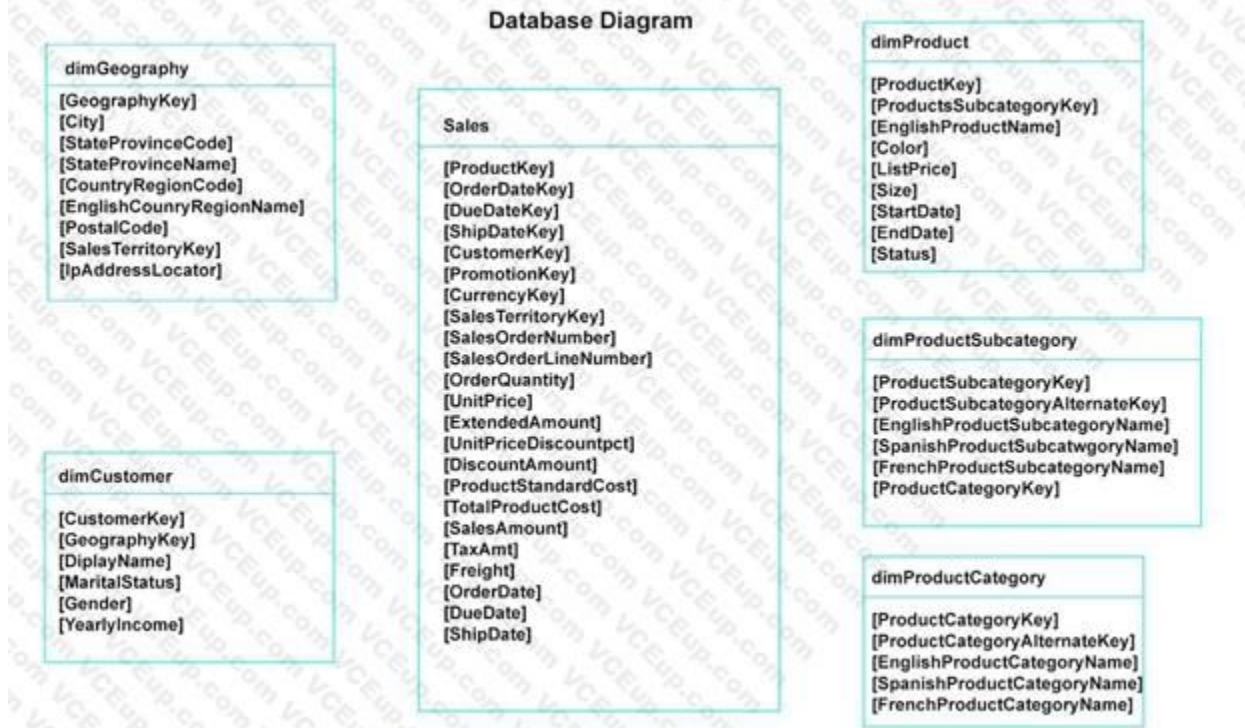 Database Diagram
dimGeography
[GeographyKey]
[City]
[StateProvinceCode]
[StateProvinceName]
[CountryRegionCode]
[EnglishCounryRegionName]
[PostalCode]
[SalesTerritoryKey]
[IpAddressLocator]
dimCustomer
[CustomerKey]
[GeographyKey]
[DiplayName]
[MaritalStatus]
[Gender]
[YearlyIncome]
Sales
[ProductKey]
[OrderDateKey]
[DueDateKey]
[ShipDateKey]
[CustomerKey]
[PromotionKey]
[CurrencyKey]
[SalesTerritoryKey]
[SalesOrderNumber]
[SalesOrderLineNumber]
[OrderQuantity]
[UnitPrice]
[ExtendedAmount]
[UnitPriceDiscountpct]
[DiscountAmount]
[ProductStandardCost]
[TotalProductCost]
[SalesAmount]
[TaxAmt]
[Freight]
[OrderDate]
[DueDate]
[ShipDate]
dimProduct
[ProductKey]
[ProductsSubcategoryKey]
[EnglishProductName]
[Color]
[ListPrice]
[Size]
[StartDate]
[EndDate]
[Status]
dimProductSubcategory
[ProductSubcategoryKey]
[ProductSubcategoryAlternateKey]
[EnglishProductSubcategoryName]
[SpanishProductSubcatwgoryName]
[FrenchProductSubcategoryName]
[ProductCategoryKey]
dimProductCategory
[ProductCategoryKey]
[ProductCategoryAlternateKey]
[EnglishProductCategoryName]
[SpanishProductCategoryName]
[FrenchProductCategoryName]
VCEup.com